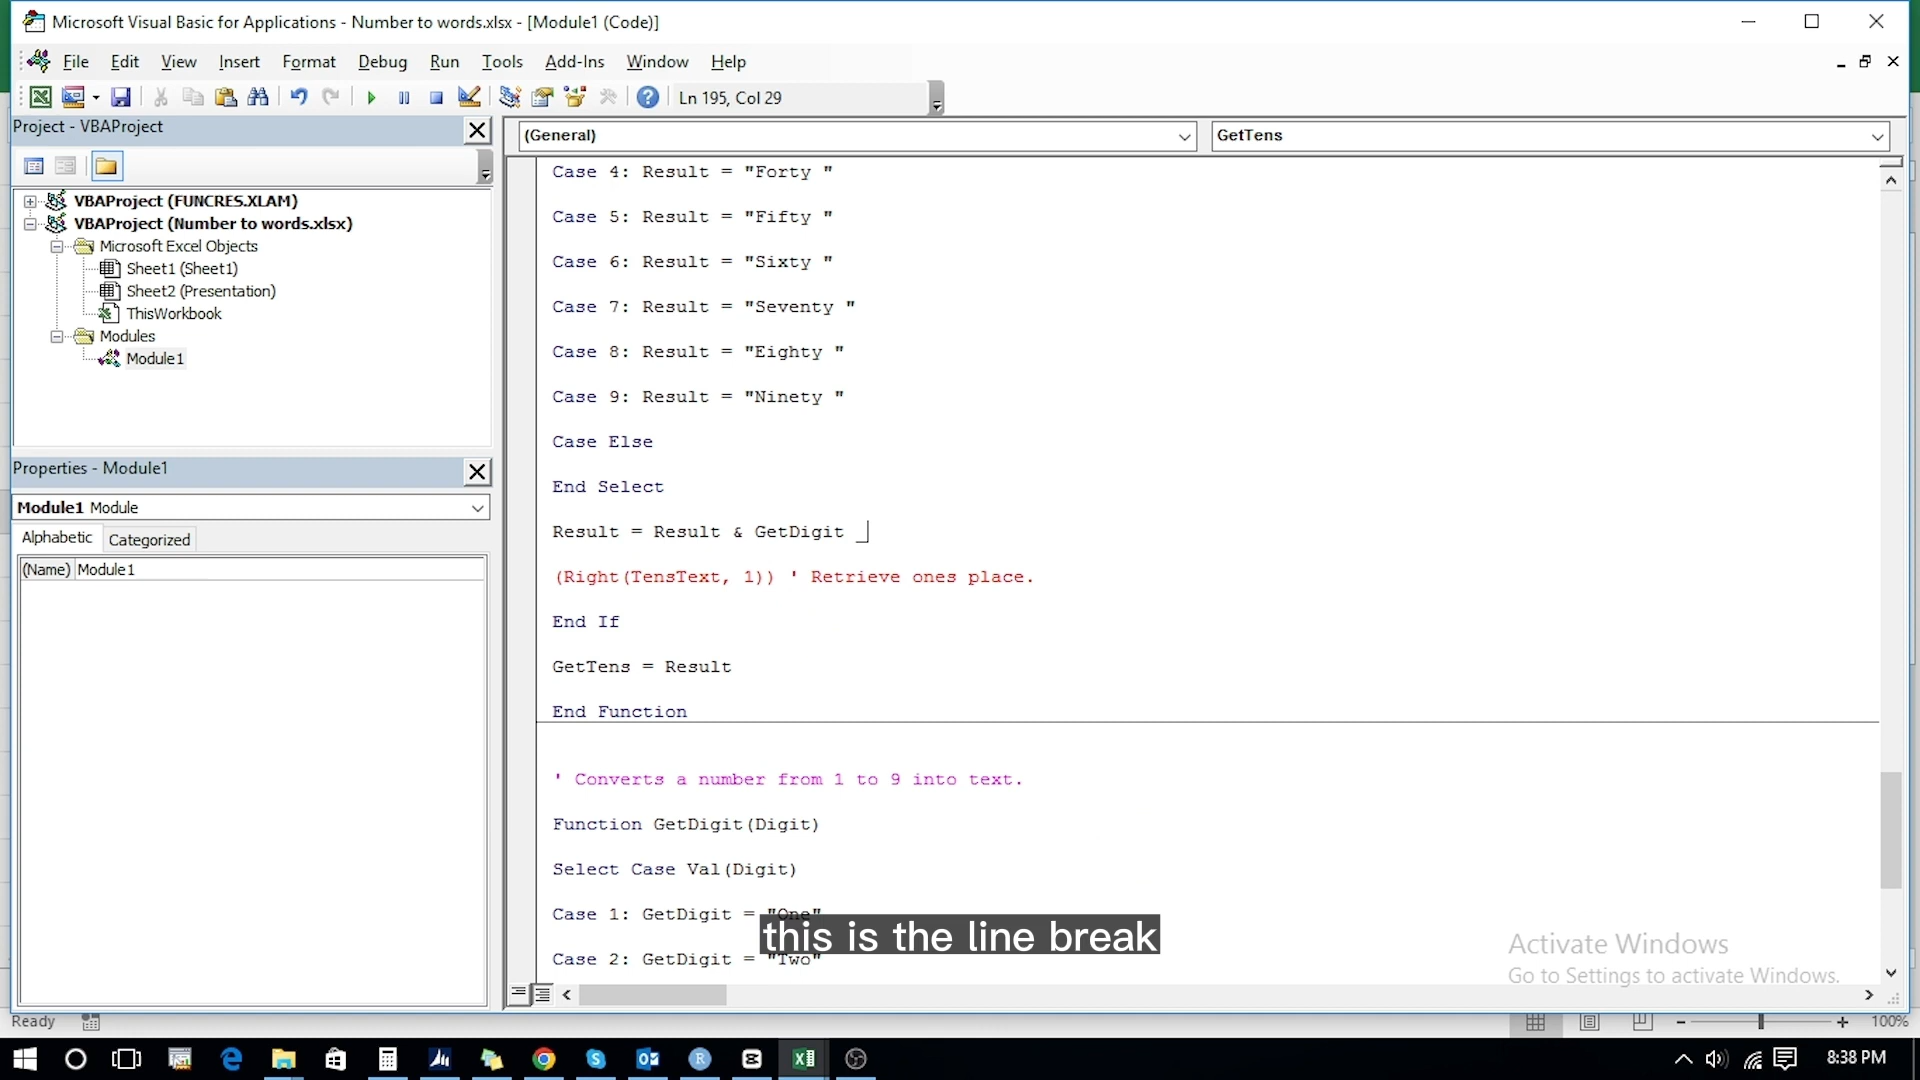 Microsoft Visual Basic for Applications - Number to words.xlsx - [Module1 (Code)]
File Edit View Insert Format Debug Run Tools Add-Ins Window Help
Ln 195, Col 29
Project - VBAProject
(General)
GetTens
VBAProject (FUNCRES.XLAM)
VBAProject (Number to words.xlsx)
Microsoft Excel Objects
Sheet1 (Sheet1)
Sheet2 (Presentation)
ThisWorkbook
Modules
Module1
Properties - Module1
Module1 Module
Alphabetic Categorized
(Name) Module1
Case 4: Result = "Forty "
Case 5: Result = "Fifty "
Case 6: Result = "Sixty "
Case 7: Result = "Seventy "
Case 8: Result = "Eighty "
Case 9: Result = "Ninety "
Case Else
End Select
Result = Result & GetDigit _
(Right(TensText, 1)) ' Retrieve ones place.
End If
GetTens = Result
End Function
' Converts a number from 1 to 9 into text.
Function GetDigit(Digit)
Select Case Val(Digit)
Case 1: GetDigit = "One"
Case 2: GetDigit = "Two"
this is the line break
Activate Windows
Go to Settings to activate Windows.
Ready
100%
8:38 PM